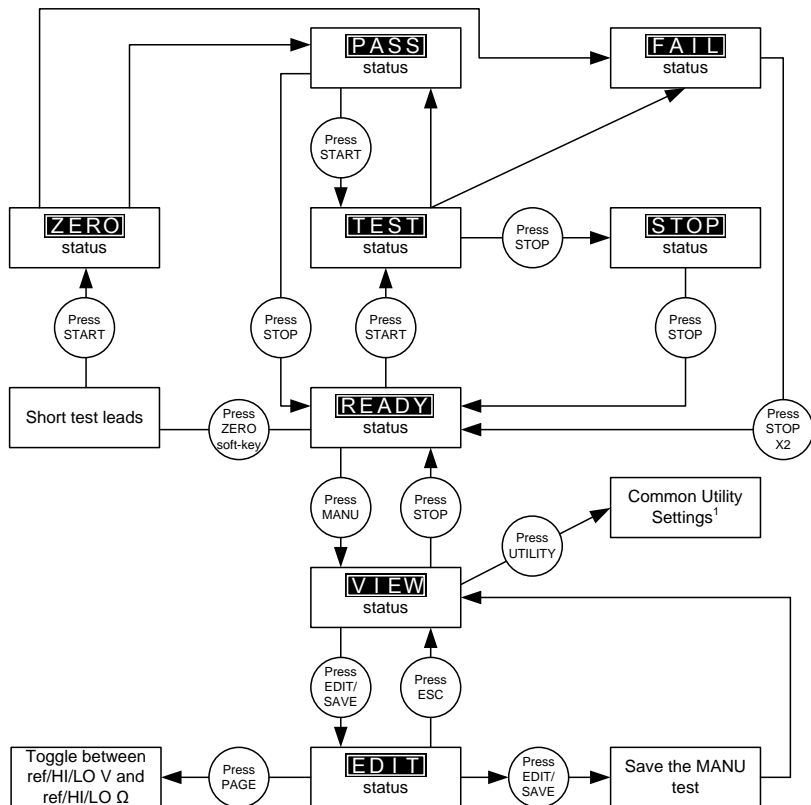 PASS
status
FAIL
status
Press
START
ZERO
status
TEST
status
Press
STOP
STOP
status
Press
START
Press
STOP
Press
START
Press
STOP
Short test leads
Press
ZERO
soft-key
READY
status
Press
STOP
X2
Press
MANU
Press
STOP
Common Utility
Settings¹
Press
UTILITY
VIEW
status
Press
EDIT/
SAVE
Press
ESC
Toggle between
ref/HI/LO V and
ref/HI/LO Ω
Press
PAGE
EDIT
status
Press
EDIT/
SAVE
Save the MANU
test